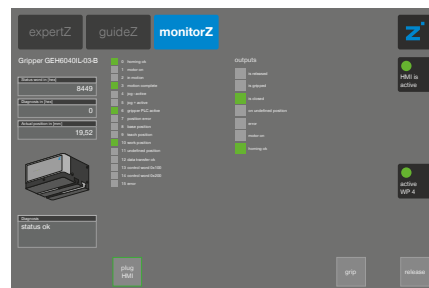 expertZ
guideZ
monitorZ
Gripper GEH6040IL-03-B
Status word in [hex]
8449
Diagnosis in [hex]
0
Actual position in [mm]
19,52
Diagnosis
status ok
0 homing ok
1 motor on
2 in motion
3 motion complete
4 jog - active
5 jog + active
6 gripper PLC active
7 position error
8 base position
9 teach position
10 work position
11 undefined position
12 data transfer ok
13 control word 0x100
14 control word 0x200
15 error
outputs
is released
is gripped
is closed
on undefined position
error
motor on
homing ok
Z
HMI is
active
active
WP 4
plug
HMI
grip
release